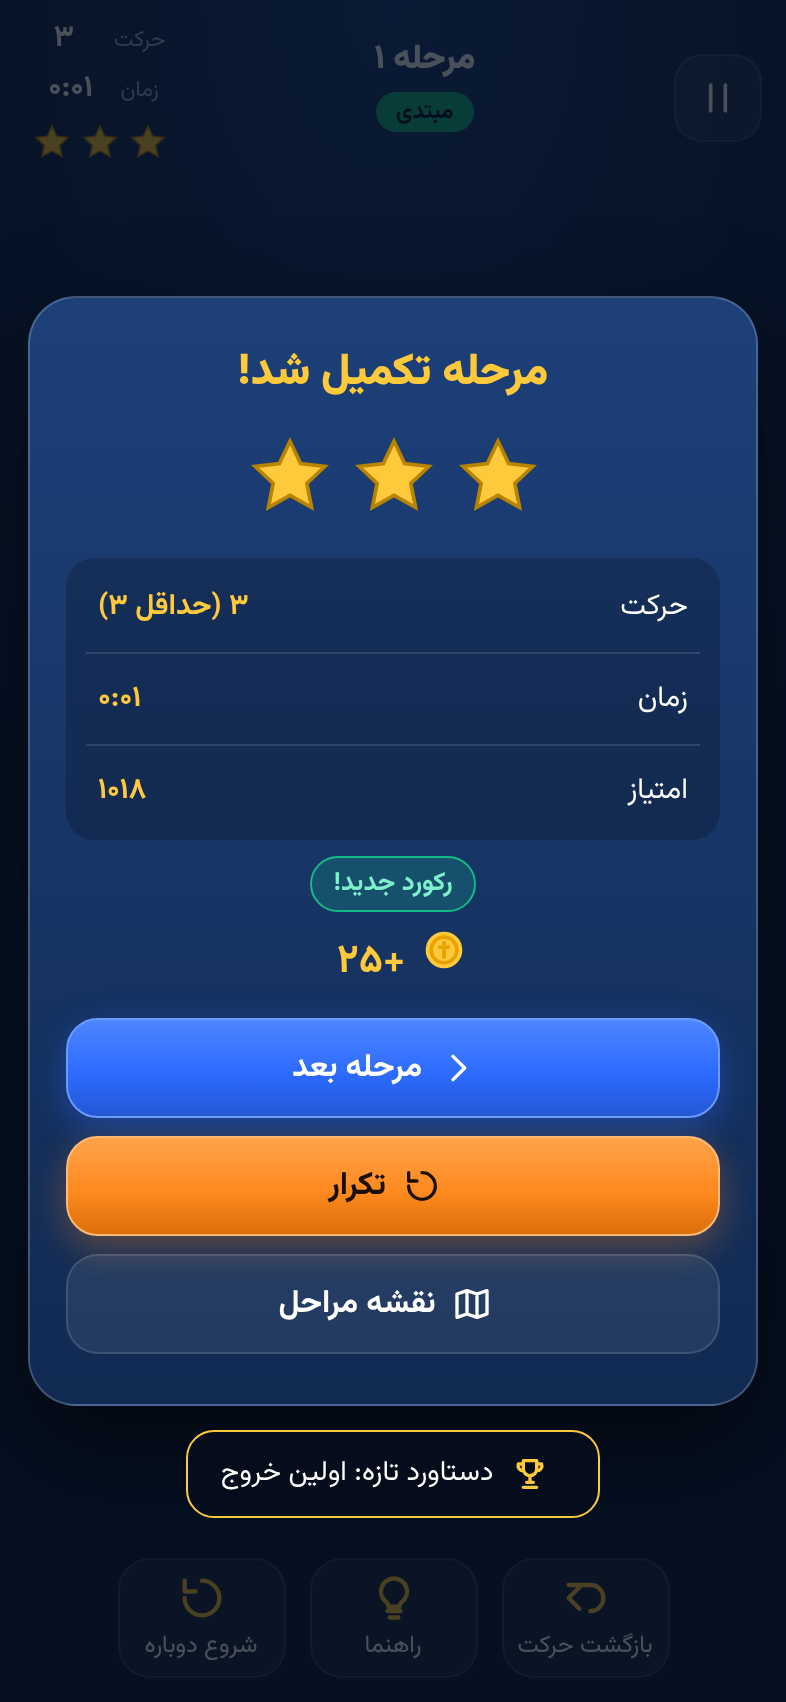 مرحله ۱
مبتدی
حرکت ۳
زمان ۰:۰۱
مرحله تکمیل شد!
حرکت ۳ (حداقل ۳)
زمان ۰:۰۱
امتیاز ۱۰۱۸
رکورد جدید!
+۲۵
مرحله بعد
تکرار
نقشه مراحل
دستاورد تازه: اولین خروج
بازگشت حرکت
راهنما
شروع دوباره